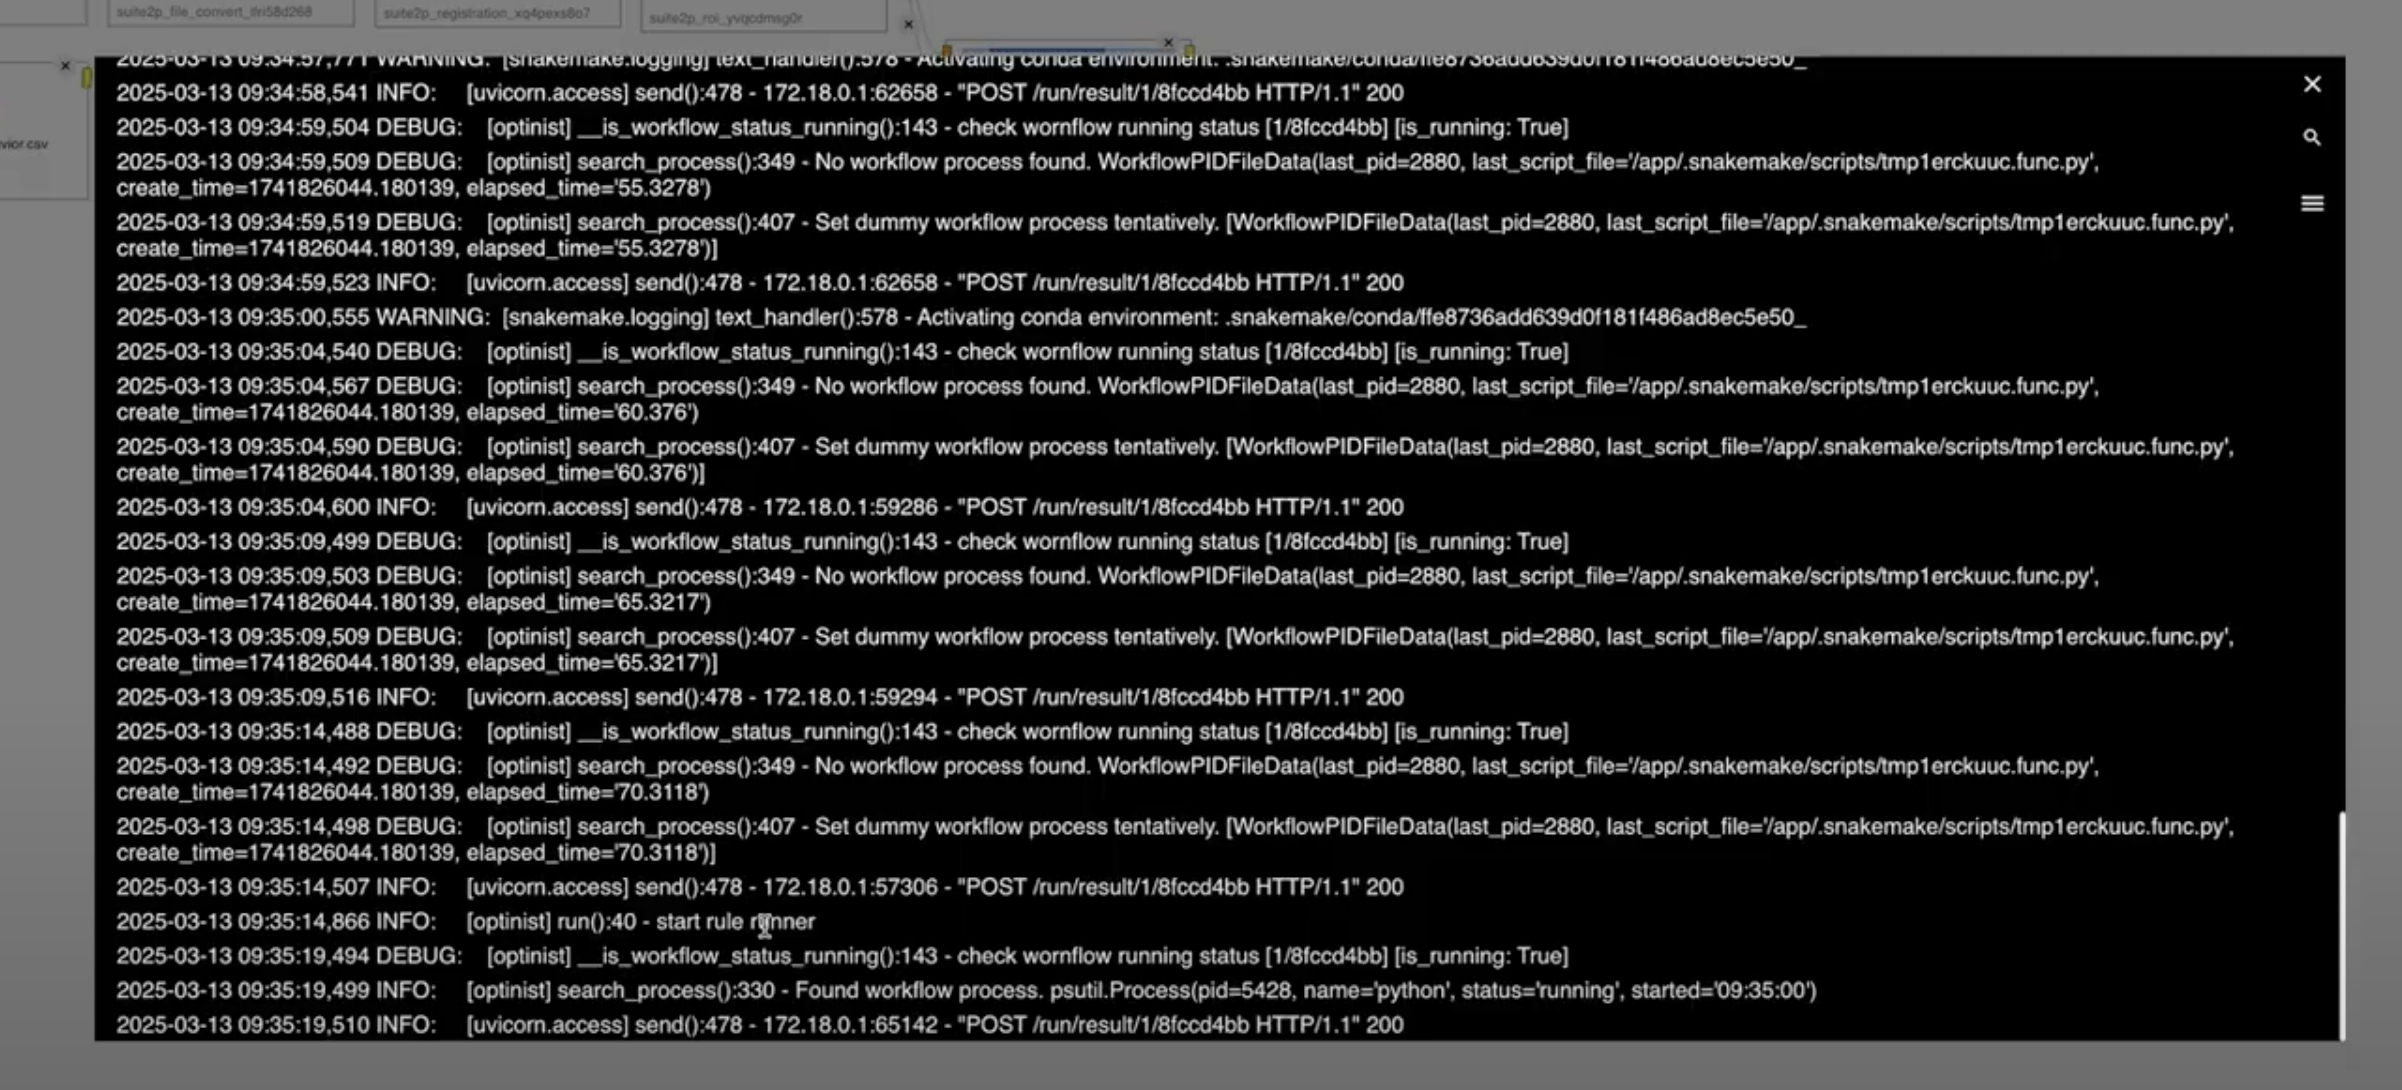 suite2p_file_convert_tfri58d268
suite2p_registration_xq4pexs8o7
suite2p_roi_yvqcdmsg0r
vior.csv
2025-03-13 09:34:57,771 WARNING: [snakemake.logging] text_handler():578 - Activating conda environment: .snakemake/conda/ffe8736add639d0f181f486ad8ec5e50_
2025-03-13 09:34:58,541 INFO: [uvicorn.access] send():478 - 172.18.0.1:62658 - "POST /run/result/1/8fccd4bb HTTP/1.1" 200
2025-03-13 09:34:59,504 DEBUG: [optinist] __is_workflow_status_running():143 - check wornflow running status [1/8fccd4bb] [is_running: True]
2025-03-13 09:34:59,509 DEBUG: [optinist] search_process():349 - No workflow process found. WorkflowPIDFileData(last_pid=2880, last_script_file='/app/.snakemake/scripts/tmp1erckuuc.func.py',
create_time=1741826044.180139, elapsed_time='55.3278')
2025-03-13 09:34:59,519 DEBUG: [optinist] search_process():407 - Set dummy workflow process tentatively. [WorkflowPIDFileData(last_pid=2880, last_script_file='/app/.snakemake/scripts/tmp1erckuuc.func.py',
create_time=1741826044.180139, elapsed_time='55.3278')]
2025-03-13 09:34:59,523 INFO: [uvicorn.access] send():478 - 172.18.0.1:62658 - "POST /run/result/1/8fccd4bb HTTP/1.1" 200
2025-03-13 09:35:00,555 WARNING: [snakemake.logging] text_handler():578 - Activating conda environment: .snakemake/conda/ffe8736add639d0f181f486ad8ec5e50_
2025-03-13 09:35:04,540 DEBUG: [optinist] __is_workflow_status_running():143 - check wornflow running status [1/8fccd4bb] [is_running: True]
2025-03-13 09:35:04,567 DEBUG: [optinist] search_process():349 - No workflow process found. WorkflowPIDFileData(last_pid=2880, last_script_file='/app/.snakemake/scripts/tmp1erckuuc.func.py',
create_time=1741826044.180139, elapsed_time='60.376')
2025-03-13 09:35:04,590 DEBUG: [optinist] search_process():407 - Set dummy workflow process tentatively. [WorkflowPIDFileData(last_pid=2880, last_script_file='/app/.snakemake/scripts/tmp1erckuuc.func.py',
create_time=1741826044.180139, elapsed_time='60.376')]
2025-03-13 09:35:04,600 INFO: [uvicorn.access] send():478 - 172.18.0.1:59286 - "POST /run/result/1/8fccd4bb HTTP/1.1" 200
2025-03-13 09:35:09,499 DEBUG: [optinist] __is_workflow_status_running():143 - check wornflow running status [1/8fccd4bb] [is_running: True]
2025-03-13 09:35:09,503 DEBUG: [optinist] search_process():349 - No workflow process found. WorkflowPIDFileData(last_pid=2880, last_script_file='/app/.snakemake/scripts/tmp1erckuuc.func.py',
create_time=1741826044.180139, elapsed_time='65.3217')
2025-03-13 09:35:09,509 DEBUG: [optinist] search_process():407 - Set dummy workflow process tentatively. [WorkflowPIDFileData(last_pid=2880, last_script_file='/app/.snakemake/scripts/tmp1erckuuc.func.py',
create_time=1741826044.180139, elapsed_time='65.3217')]
2025-03-13 09:35:09,516 INFO: [uvicorn.access] send():478 - 172.18.0.1:59294 - "POST /run/result/1/8fccd4bb HTTP/1.1" 200
2025-03-13 09:35:14,488 DEBUG: [optinist] __is_workflow_status_running():143 - check wornflow running status [1/8fccd4bb] [is_running: True]
2025-03-13 09:35:14,492 DEBUG: [optinist] search_process():349 - No workflow process found. WorkflowPIDFileData(last_pid=2880, last_script_file='/app/.snakemake/scripts/tmp1erckuuc.func.py',
create_time=1741826044.180139, elapsed_time='70.3118')
2025-03-13 09:35:14,498 DEBUG: [optinist] search_process():407 - Set dummy workflow process tentatively. [WorkflowPIDFileData(last_pid=2880, last_script_file='/app/.snakemake/scripts/tmp1erckuuc.func.py',
create_time=1741826044.180139, elapsed_time='70.3118')]
2025-03-13 09:35:14,507 INFO: [uvicorn.access] send():478 - 172.18.0.1:57306 - "POST /run/result/1/8fccd4bb HTTP/1.1" 200
2025-03-13 09:35:14,866 INFO: [optinist] run():40 - start rule runner
2025-03-13 09:35:19,494 DEBUG: [optinist] __is_workflow_status_running():143 - check wornflow running status [1/8fccd4bb] [is_running: True]
2025-03-13 09:35:19,499 INFO: [optinist] search_process():330 - Found workflow process. psutil.Process(pid=5428, name='python', status='running', started='09:35:00')
2025-03-13 09:35:19,510 INFO: [uvicorn.access] send():478 - 172.18.0.1:65142 - "POST /run/result/1/8fccd4bb HTTP/1.1" 200